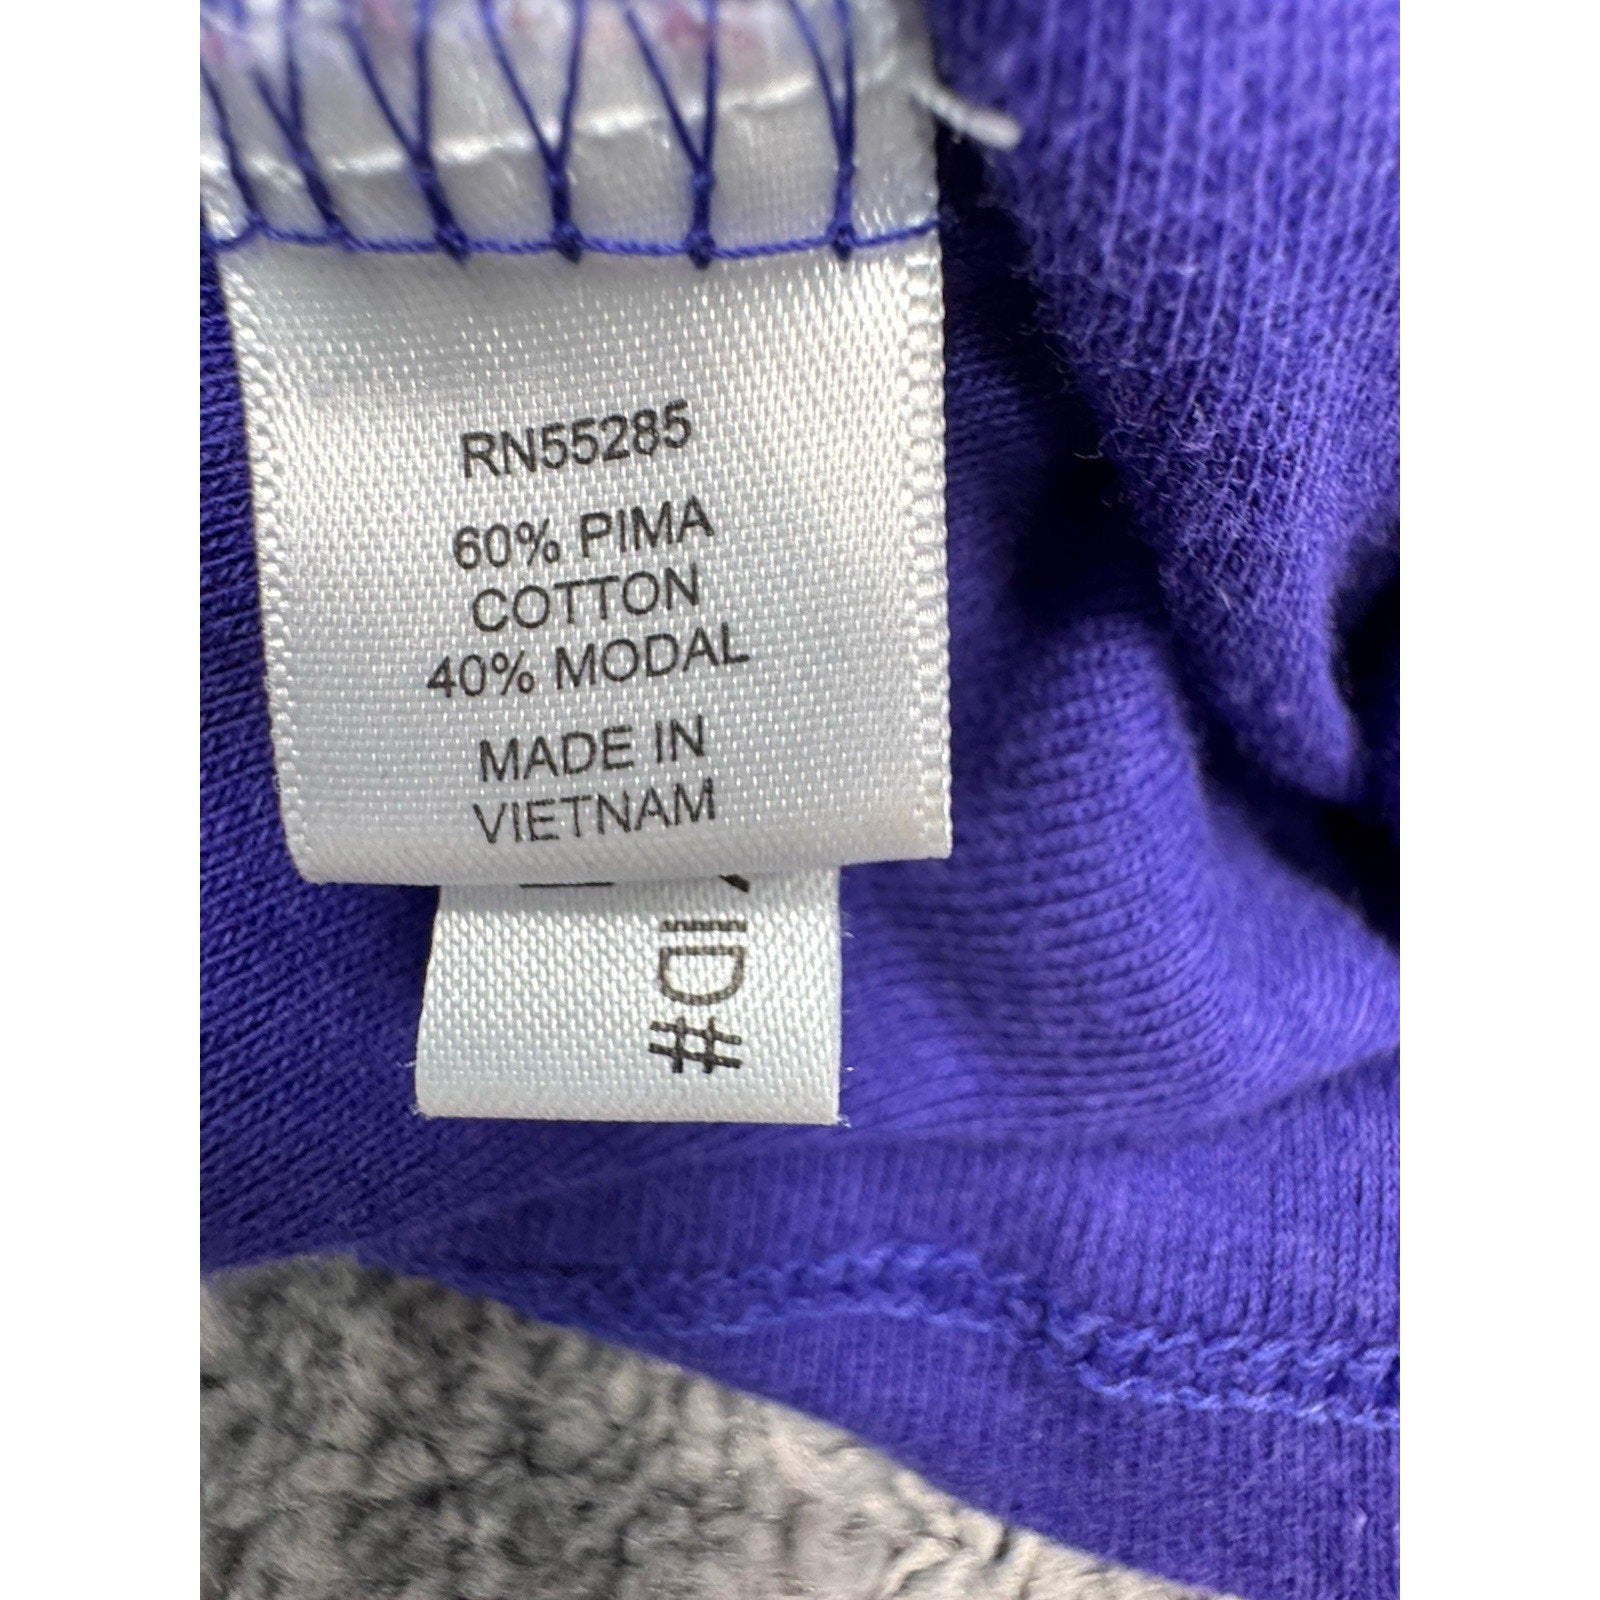 RN55285
60% PIMA
COTTON
40% MODAL
MADE IN
VIETNAM
ID#